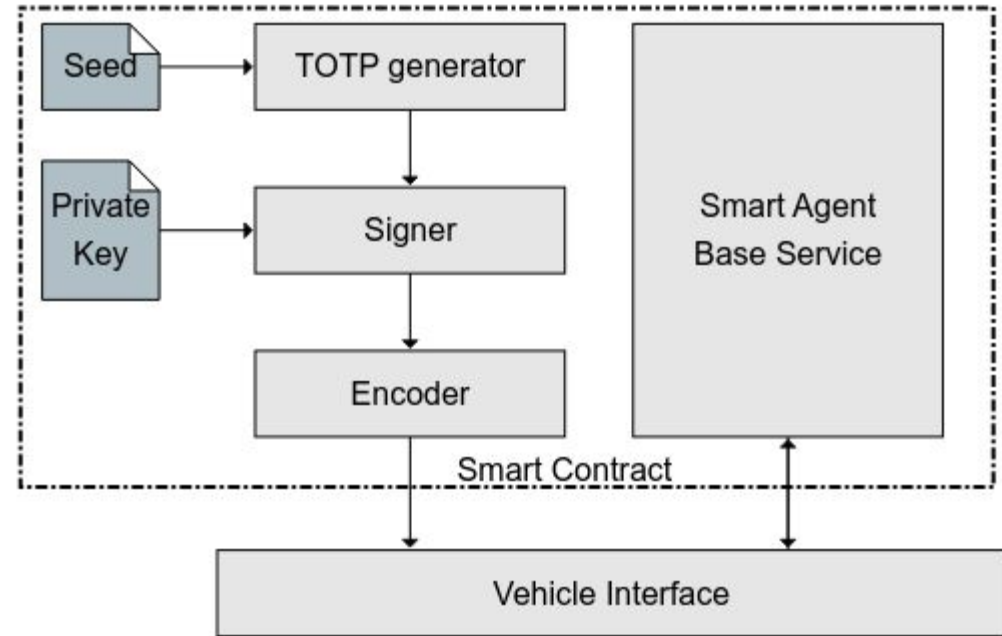 Seed
TOTP generator
Private
Key
Signer
Smart Agent
Base Service
Encoder
Smart Contract
Vehicle Interface